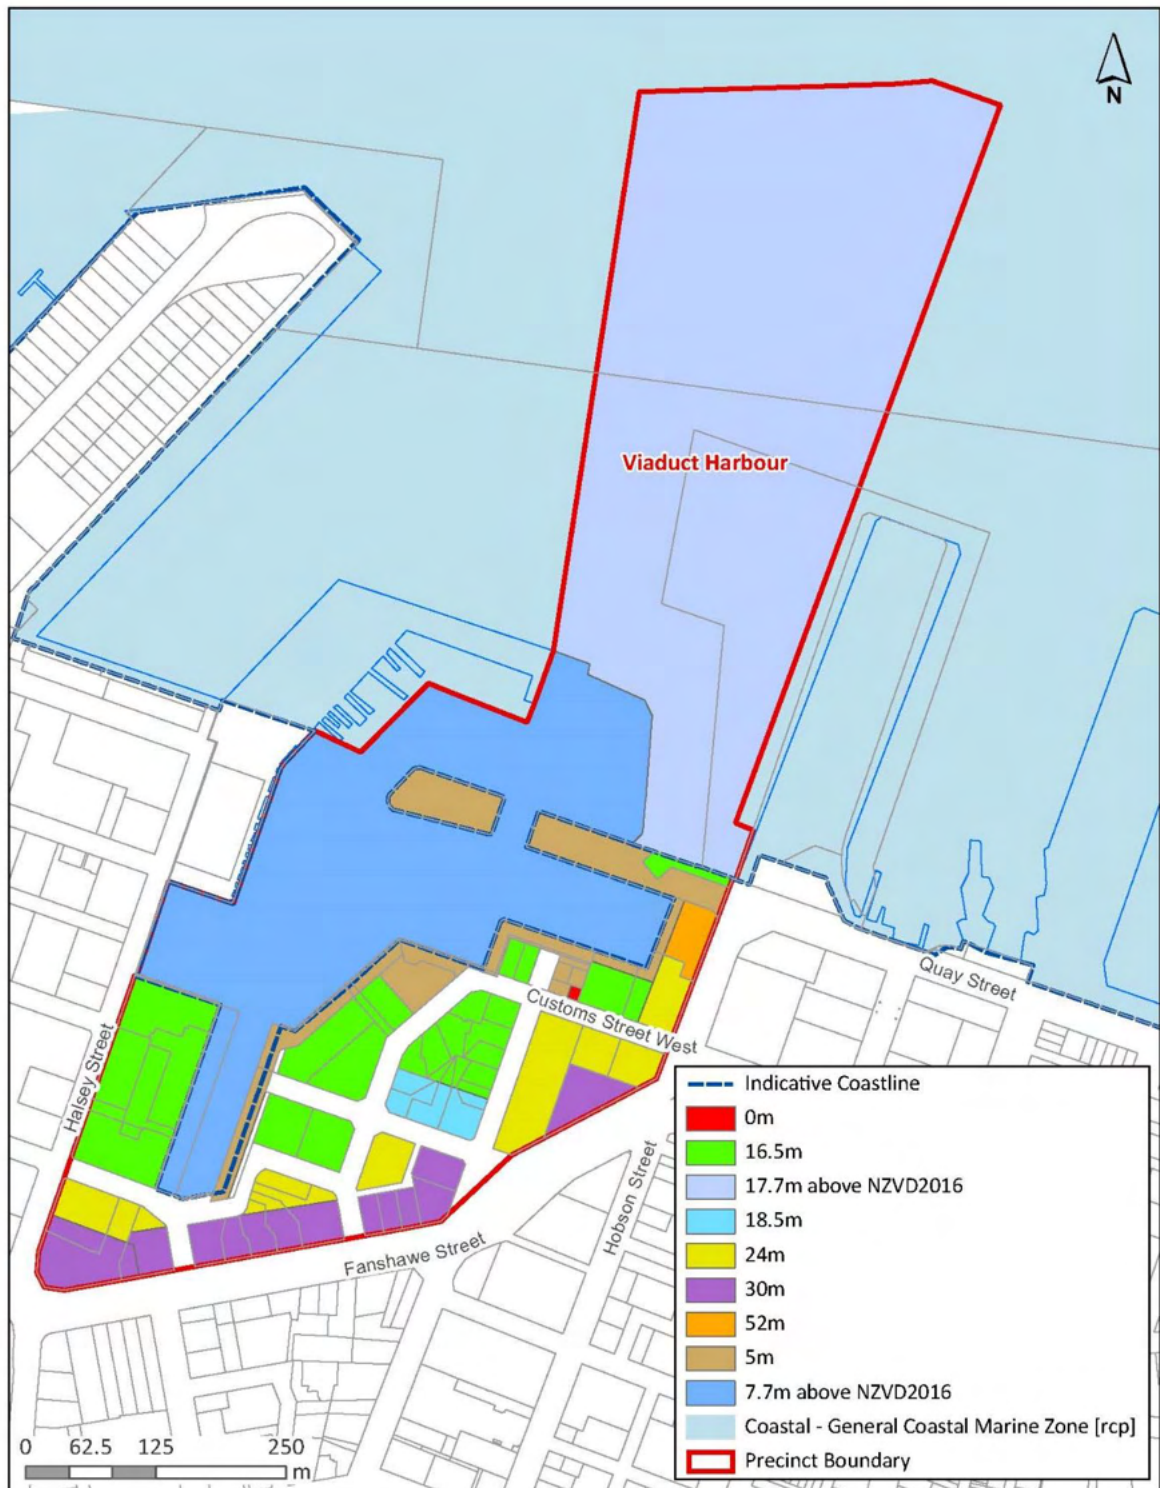 N
Viaduct Harbour
Quay Street
Customs Street West
Halsey Street
Hobson Street
Fanshawe Street
Indicative Coastline
0m
16.5m
17.7m above NZVD2016
18.5m
24m
30m
52m
5m
7.7m above NZVD2016
Coastal - General Coastal Marine Zone [rcp]
Precinct Boundary
0 62.5 125 250
m